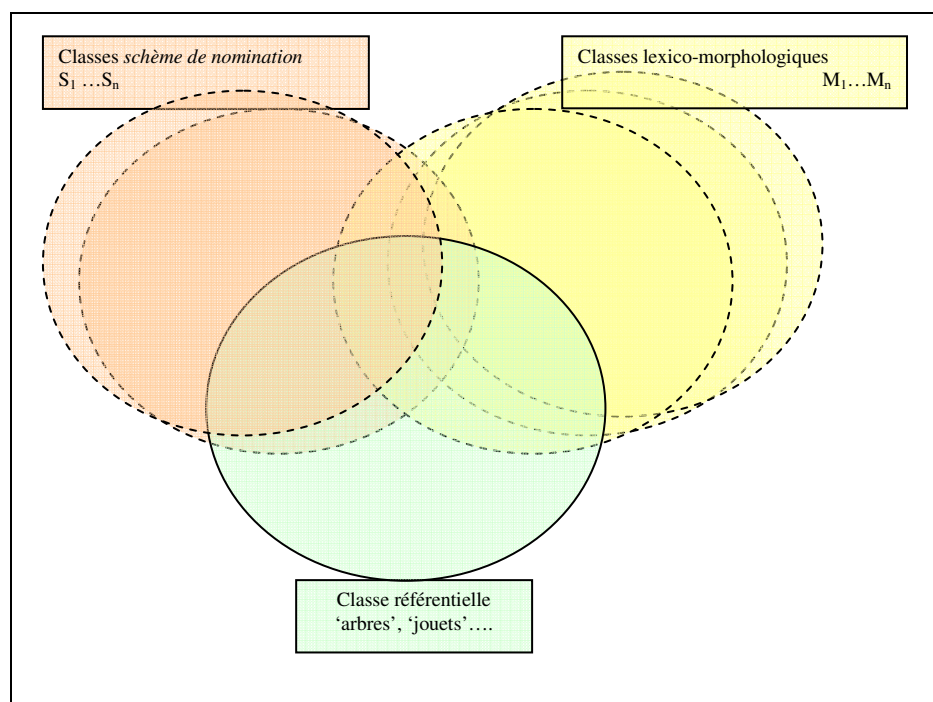 Classes schème de nomination
S₁ …Sₙ
Classes lexico-morphologiques
M₁…Mₙ
Classe référentielle
‘arbres’, ‘jouets’….